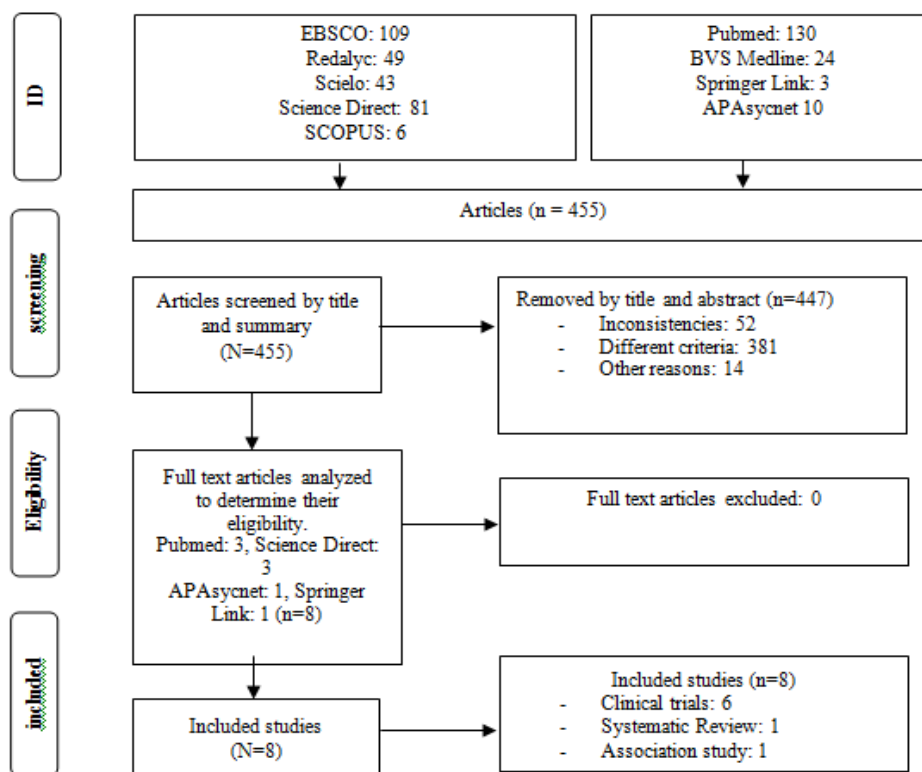 ID
EBSCO: 109
Redalyc: 49
Scielo: 43
Science Direct: 81
SCOPUS: 6
Pubmed: 130
BVS Medline: 24
Springer Link: 3
APAsycnet 10
Articles (n = 455)
screening
Articles screened by title
and summary
(N=455)
Removed by title and abstract (n=447)
- Inconsistencies: 52
- Different criteria: 381
- Other reasons: 14
Eligibility
Full text articles analyzed
to determine their
eligibility.
Pubmed: 3, Science Direct:
3
APAsycnet: 1, Springer
Link: 1 (n=8)
Full text articles excluded: 0
included
Included studies
(N=8)
Included studies (n=8)
- Clinical trials: 6
- Systematic Review: 1
- Association study: 1